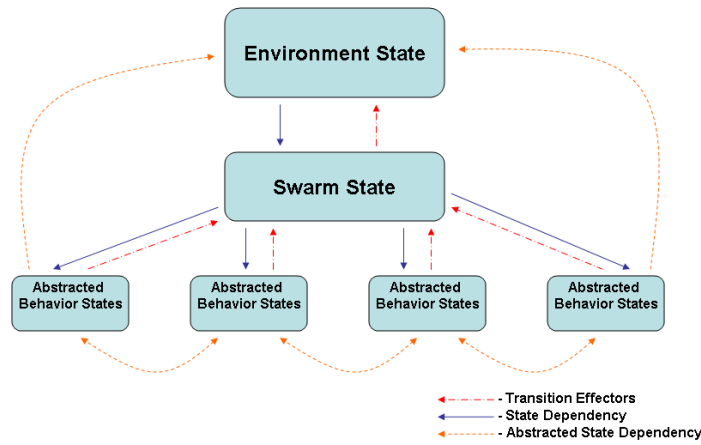 Environment State
Swarm State
Abstracted
Behavior States
Abstracted
Behavior States
Abstracted
Behavior States
Abstracted
Behavior States
- Transition Effectors
- State Dependency
- Abstracted State Dependency